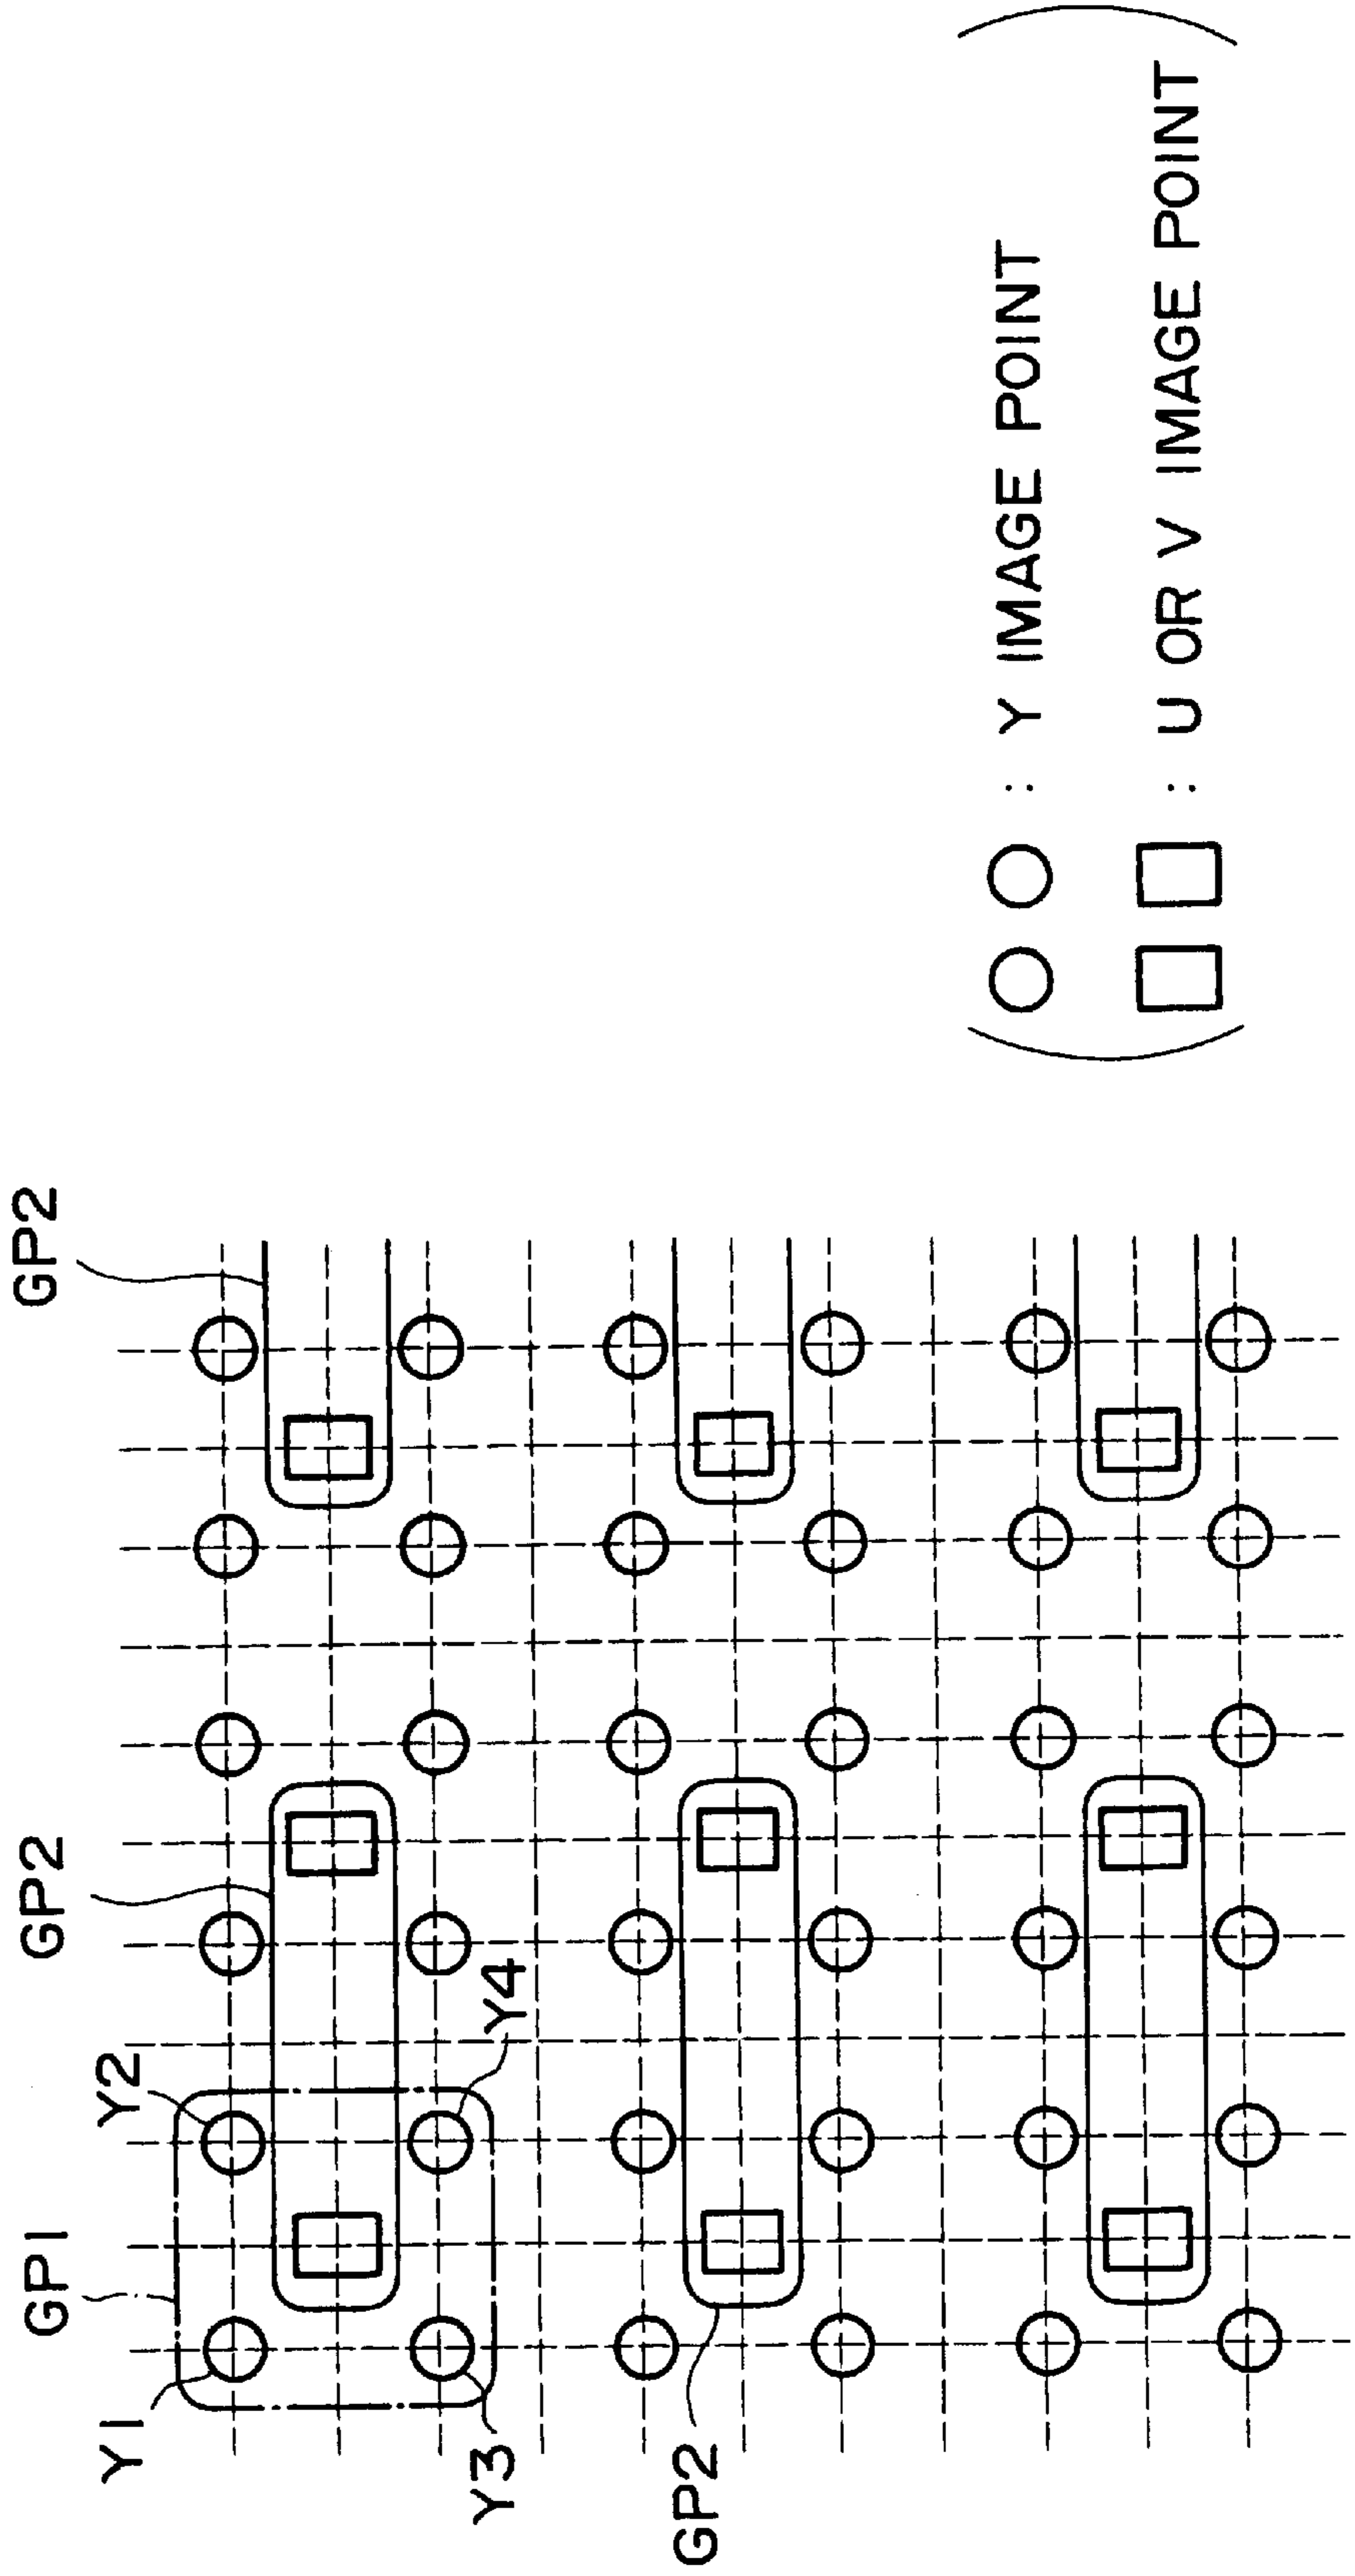 GP1
GP2
GP2
Y1
Y2
Y3
Y4
GP2
: Y IMAGE POINT
: U OR V IMAGE POINT